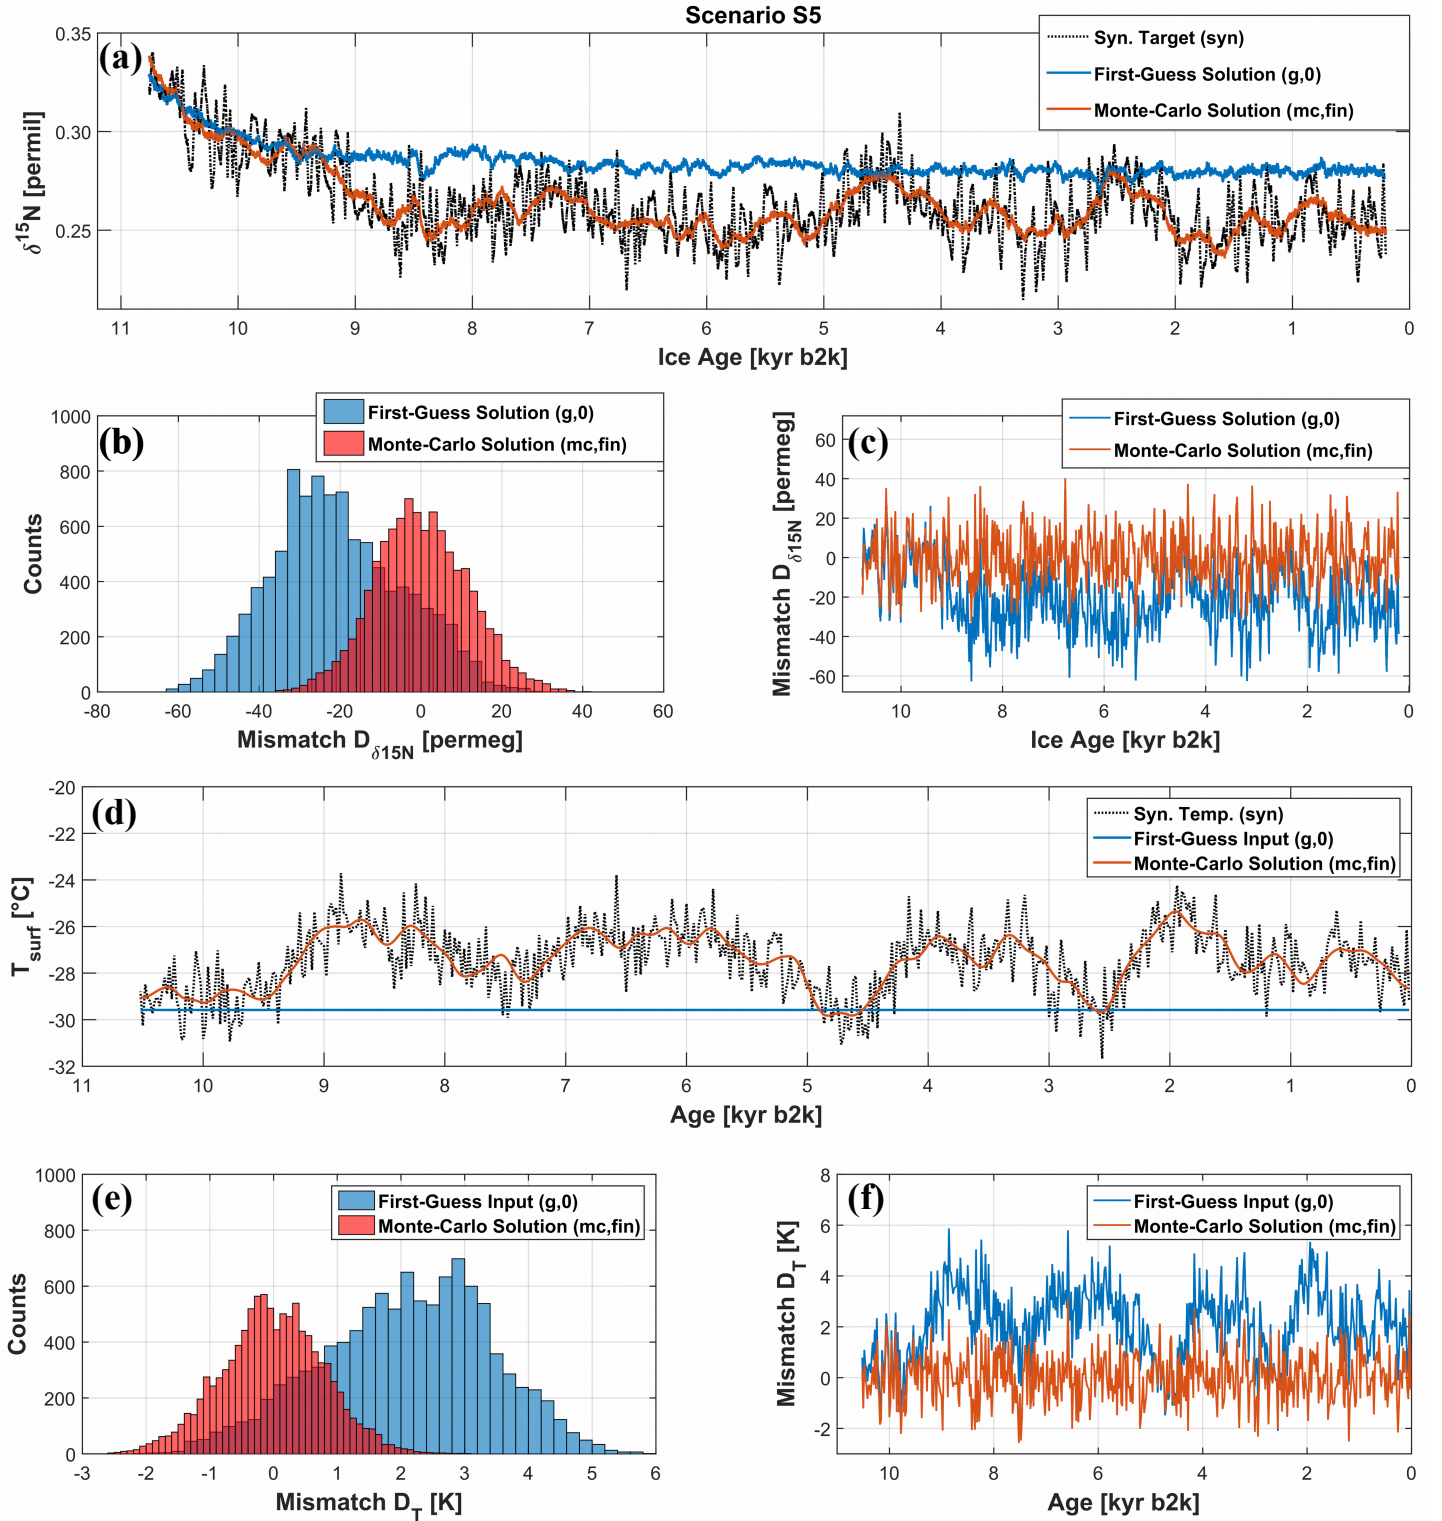 Scenario S5
(a)
0.35
0.30
0.25
δ15N [permil]
Syn. Target (syn)
First-Guess Solution (g,0)
Monte-Carlo Solution (mc,fin)
11 10 9 8 7 6 5 4 3 2 1 0
Ice Age [kyr b2k]
(b)
1000
800
600
400
200
0
Counts
First-Guess Solution (g,0)
Monte-Carlo Solution (mc,fin)
-80 -60 -40 -20 0 20 40 60
Mismatch Dδ15N [permeg]
(c)
60
40
20
0
-20
-40
-60
Mismatch Dδ15N [permeg]
First-Guess Solution (g,0)
Monte-Carlo Solution (mc,fin)
10 8 6 4 2 0
Ice Age [kyr b2k]
(d)
-20
-22
-24
-26
-28
-30
-32
Tsurf [°C]
Syn. Temp. (syn)
First-Guess Input (g,0)
Monte-Carlo Solution (mc,fin)
11 10 9 8 7 6 5 4 3 2 1 0
Age [kyr b2k]
(e)
1000
800
600
400
200
0
Counts
First-Guess Input (g,0)
Monte-Carlo Solution (mc,fin)
-3 -2 -1 0 1 2 3 4 5 6
Mismatch DT [K]
(f)
8
6
4
2
0
-2
Mismatch DT [K]
First-Guess Input (g,0)
Monte-Carlo Solution (mc,fin)
10 8 6 4 2 0
Age [kyr b2k]